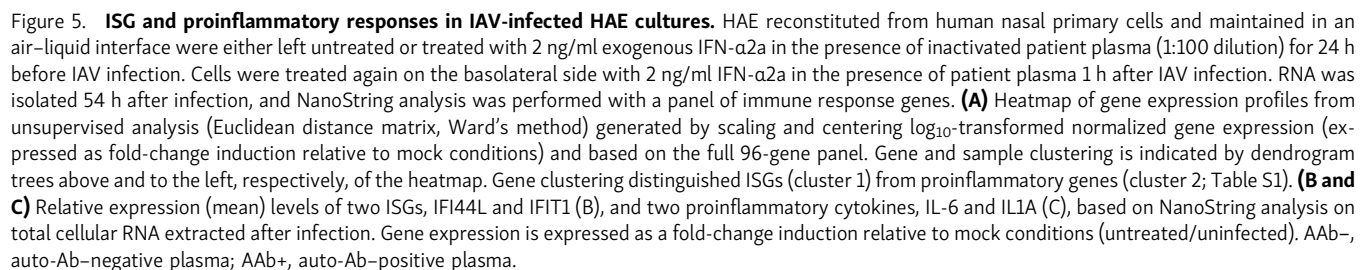 Figure 5. ISG and proinflammatory responses in IAV-infected HAE cultures. HAE reconstituted from human nasal primary cells and maintained in an
air–liquid interface were either left untreated or treated with 2 ng/ml exogenous IFN-α2a in the presence of inactivated patient plasma (1:100 dilution) for 24 h
before IAV infection. Cells were treated again on the basolateral side with 2 ng/ml IFN-α2a in the presence of patient plasma 1 h after IAV infection. RNA was
isolated 54 h after infection, and NanoString analysis was performed with a panel of immune response genes. (A) Heatmap of gene expression profiles from
unsupervised analysis (Euclidean distance matrix, Ward’s method) generated by scaling and centering log₁₀-transformed normalized gene expression (ex-
pressed as fold-change induction relative to mock conditions) and based on the full 96-gene panel. Gene and sample clustering is indicated by dendrogram
trees above and to the left, respectively, of the heatmap. Gene clustering distinguished ISGs (cluster 1) from proinflammatory genes (cluster 2; Table S1). (B and
C) Relative expression (mean) levels of two ISGs, IFI44L and IFIT1 (B), and two proinflammatory cytokines, IL-6 and IL1A (C), based on NanoString analysis on
total cellular RNA extracted after infection. Gene expression is expressed as a fold-change induction relative to mock conditions (untreated/uninfected). AAb–,
auto-Ab–negative plasma; AAb+, auto-Ab–positive plasma.